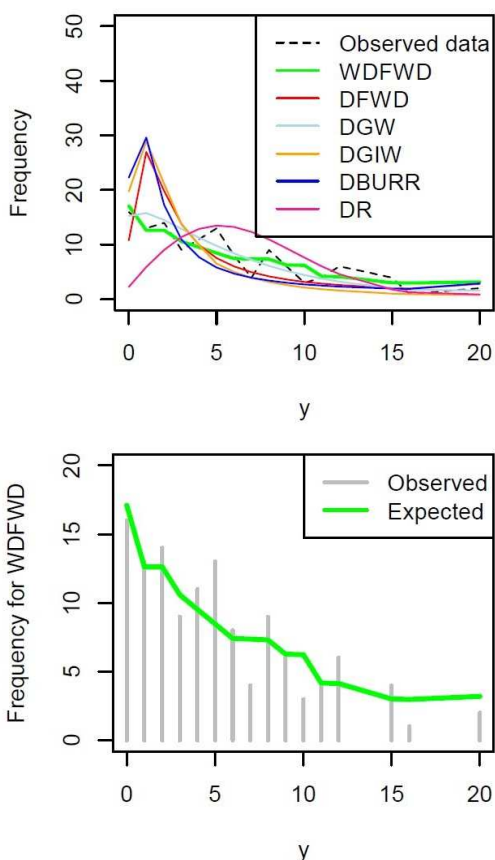 50
40
30
20
10
0
Frequency
Observed data
WDFWD
DFWD
DGW
DGIW
DBURR
DR
0 5 10 15 20
y
20
15
10
5
0
Frequency for WDFWD
Observed
Expected
0 5 10 15 20
y